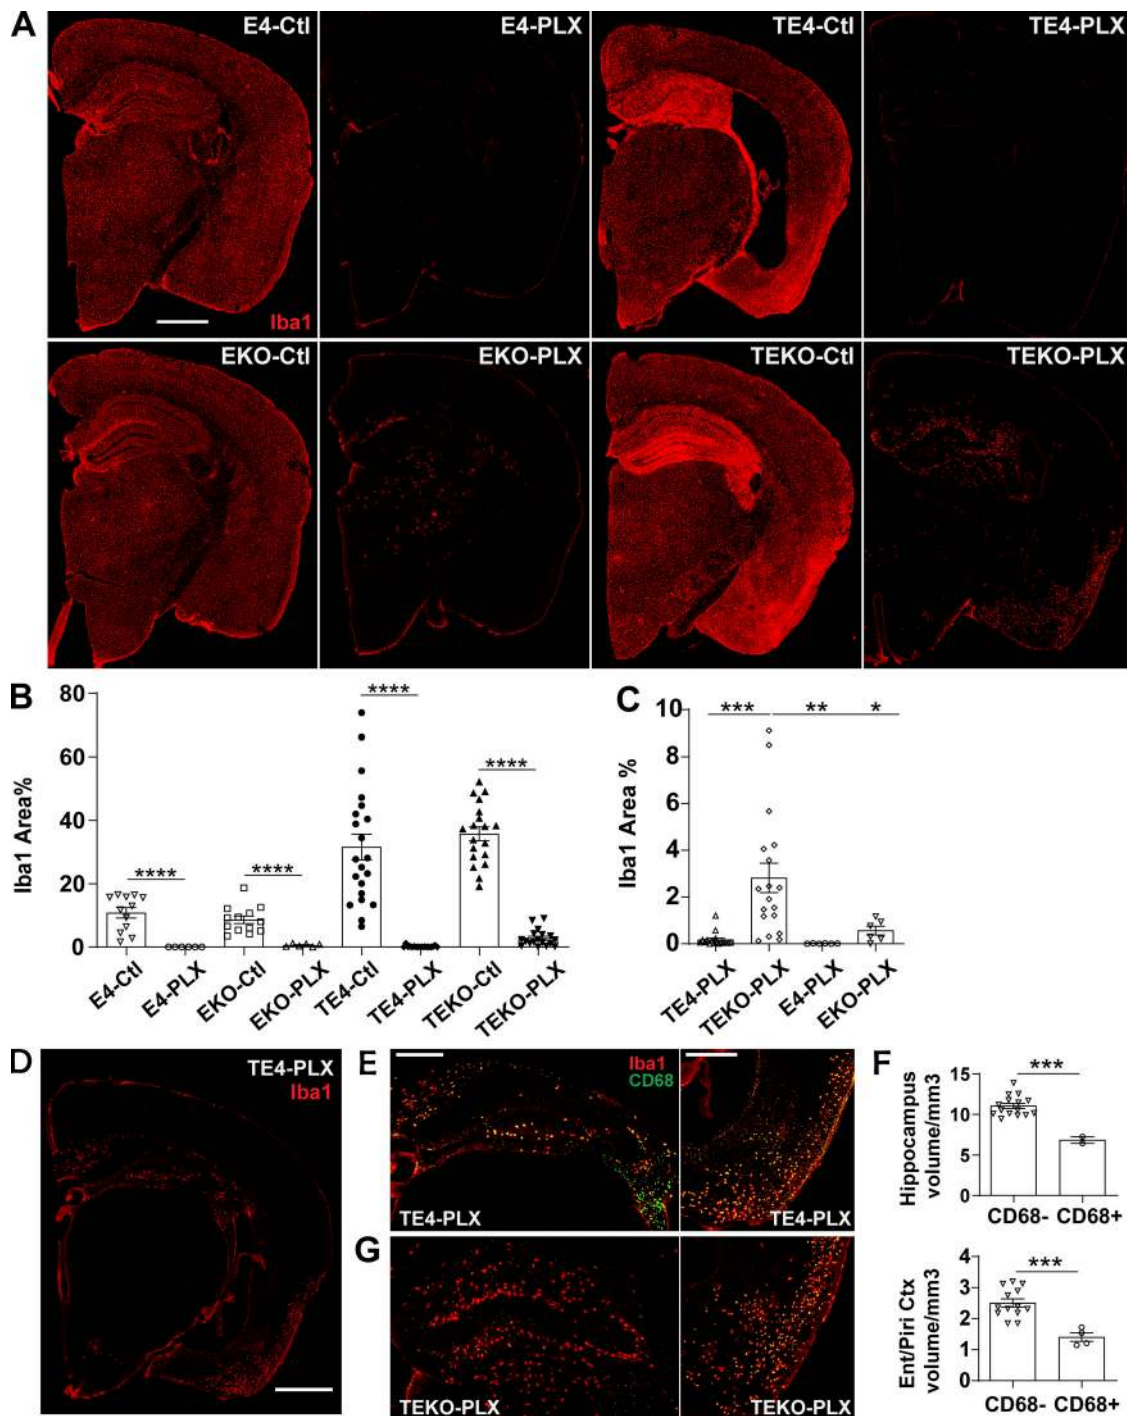 A
E4-Ctl
E4-PLX
TE4-Ctl
TE4-PLX
Iba1
EKO-Ctl
EKO-PLX
TEKO-Ctl
TEKO-PLX
B
Iba1 Area%
80
60
40
20
0
****
****
****
****
E4-Ctl
E4-PLX
EKO-Ctl
EKO-PLX
TE4-Ctl
TE4-PLX
TEKO-Ctl
TEKO-PLX
C
Iba1 Area %
10
8
6
4
2
0
***
**
*
TE4-PLX
TEKO-PLX
E4-PLX
EKO-PLX
D
TE4-PLX
Iba1
E
Iba1
CD68
TE4-PLX
TE4-PLX
F
Hippocampus
volume/mm3
15
10
5
0
***
CD68-
CD68+
Ent/Piri Ctx
volume/mm3
4
3
2
1
0
***
CD68-
CD68+
G
TEKO-PLX
TEKO-PLX